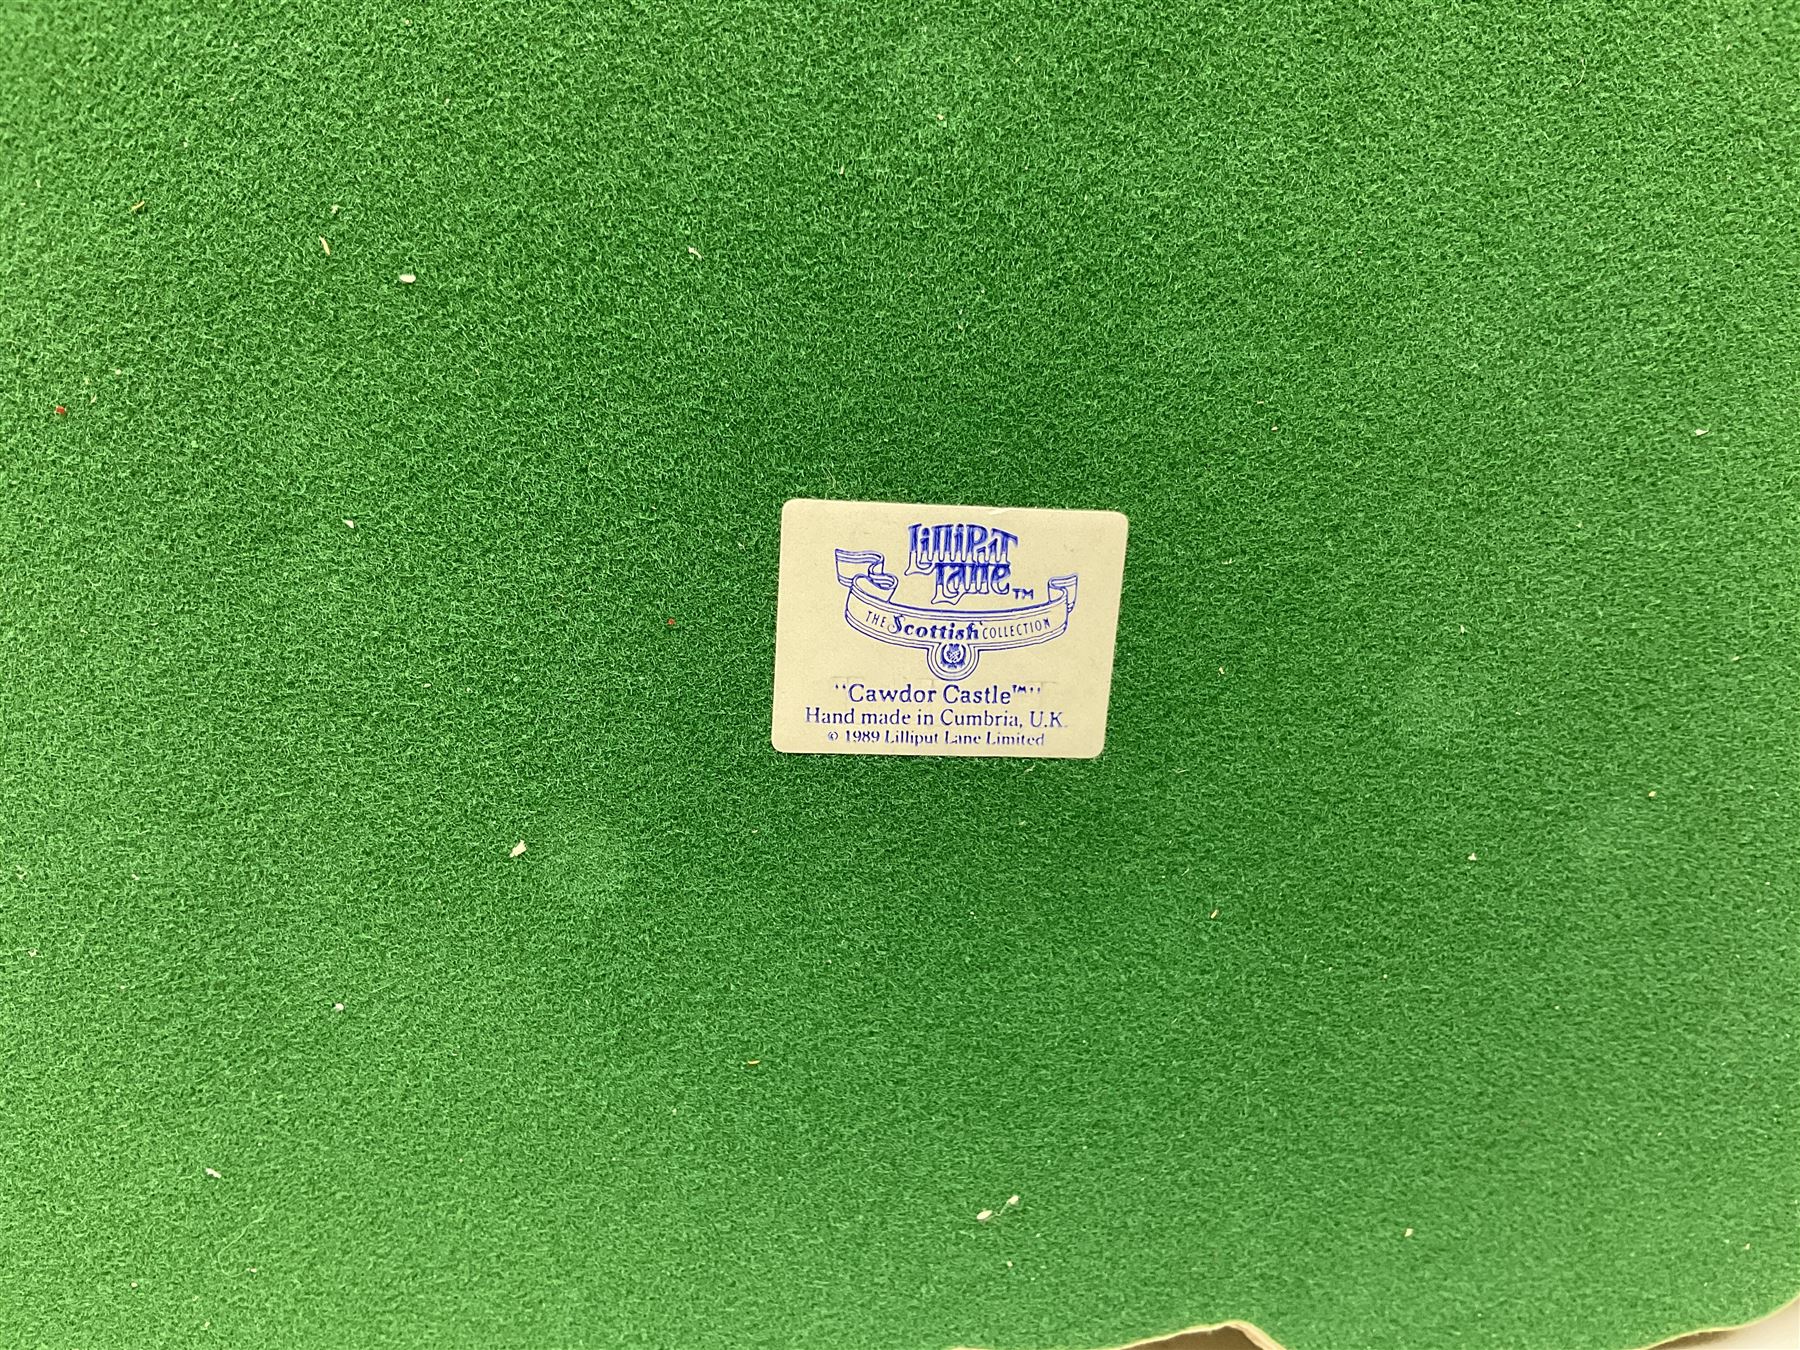 LilliPut
Lane™
THE Scottish COLLECTION
"Cawdor Castle™"
Hand made in Cumbria, U.K.
© 1989 Lilliput Lane Limited